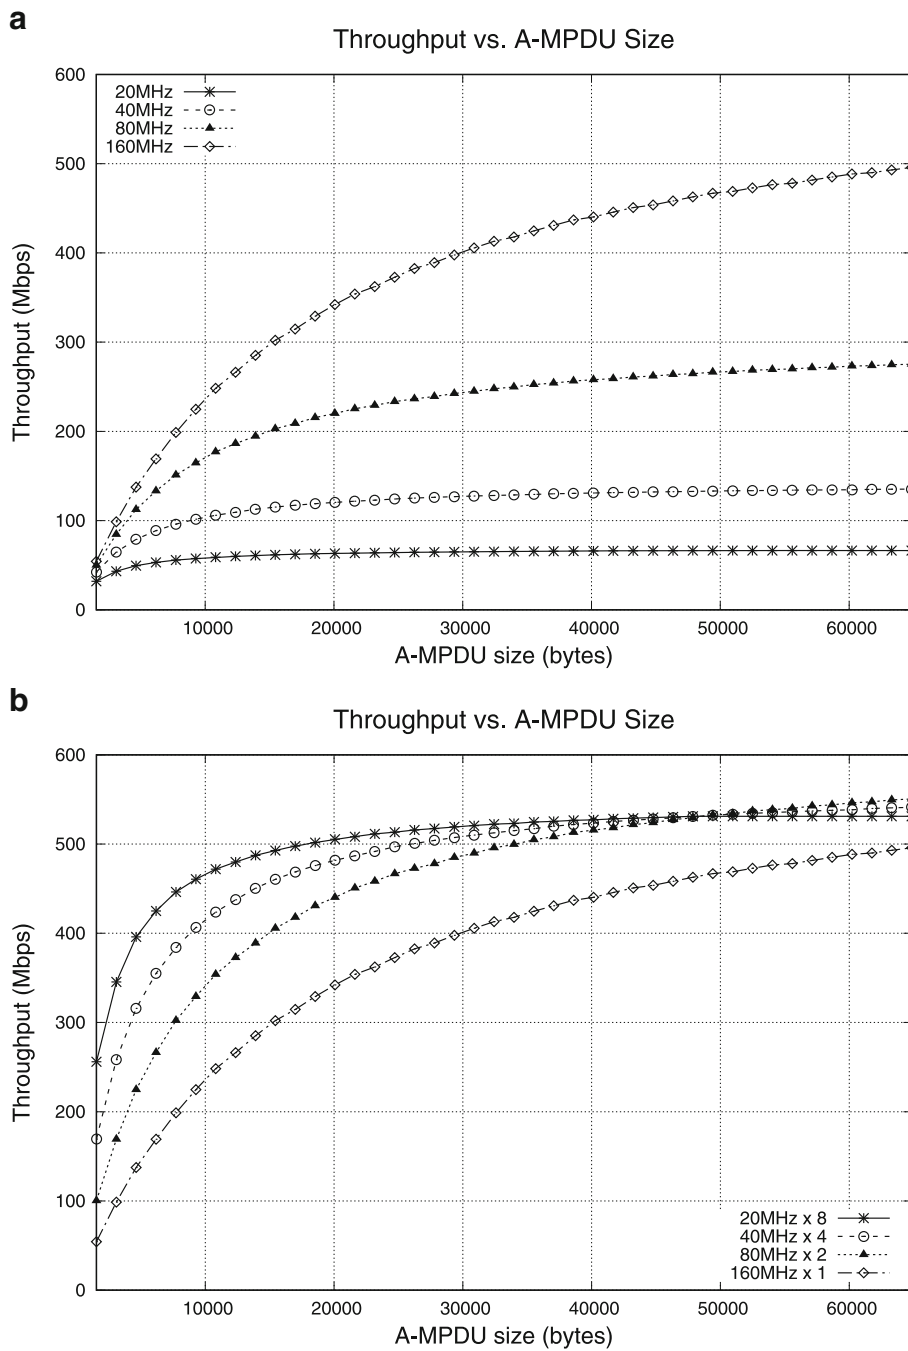 a
Throughput vs. A-MPDU Size
600
500
400
300
200
100
0
Throughput (Mbps)
20MHz
40MHz
80MHz
160MHz
10000 20000 30000 40000 50000 60000
A-MPDU size (bytes)
b
Throughput vs. A-MPDU Size
600
500
400
300
200
100
0
Throughput (Mbps)
20MHz x 8
40MHz x 4
80MHz x 2
160MHz x 1
10000 20000 30000 40000 50000 60000
A-MPDU size (bytes)